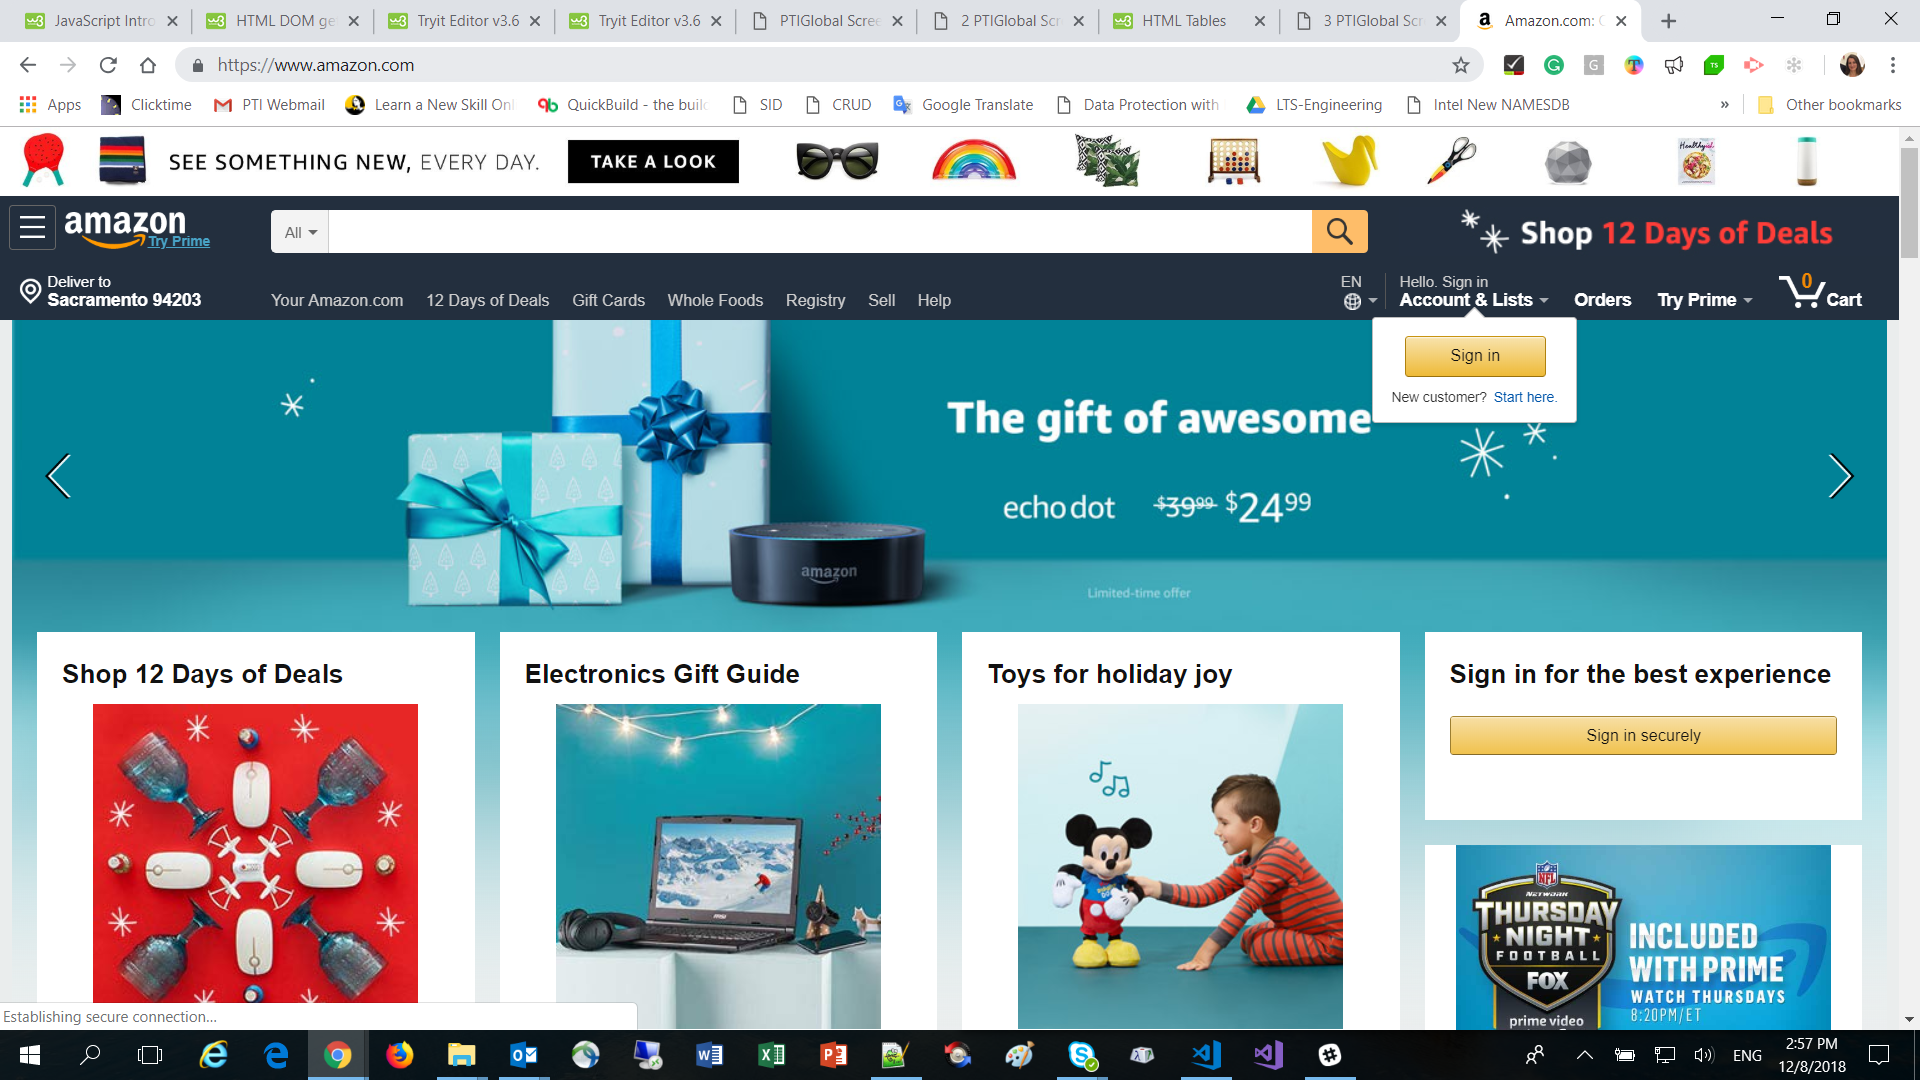 JavaScript Intro
HTML DOM ge
Tryit Editor v3.6
Tryit Editor v3.6
PTIGlobal Scree
2 PTIGlobal Scr
HTML Tables
3 PTIGlobal Scr
Amazon.com:
https://www.amazon.com
Apps
Clicktime
PTI Webmail
Learn a New Skill Onl
QuickBuild - the buil
SID
CRUD
Google Translate
Data Protection with
LTS-Engineering
Intel New NAMESDB
»
Other bookmarks
SEE SOMETHING NEW, EVERY DAY.
TAKE A LOOK
amazon
Try Prime
All
Shop 12 Days of Deals
Deliver to
Sacramento 94203
Your Amazon.com
12 Days of Deals
Gift Cards
Whole Foods
Registry
Sell
Help
EN
Hello. Sign in
Account & Lists
Orders
Try Prime
0
Cart
Sign in
New customer? Start here.
The gift of awesome
echo dot $39.99 $24.99
amazon
Limited-time offer
Shop 12 Days of Deals
Electronics Gift Guide
Toys for holiday joy
Sign in for the best experience
Sign in securely
NFL
NETWORK
THURSDAY
NIGHT
FOOTBALL
FOX
prime video
INCLUDED
WITH PRIME
WATCH THURSDAYS
8:20PM/ET
Establishing secure connection...
ENG
2:57 PM
12/8/2018